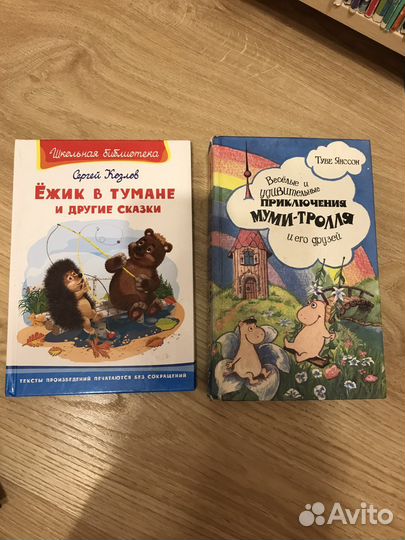 Школьная библиотека
Сергей Козлов
ЁЖИК В ТУМАНЕ
И ДРУГИЕ СКАЗКИ
ТЕКСТЫ ПРОИЗВЕДЕНИЙ ПЕЧАТАЮТСЯ БЕЗ СОКРАЩЕНИЯ
Туве Янссон
Весёлые и
удивительные
ПРИКЛЮЧЕНИЯ
МУМИ-ТРОЛЛЯ
и его друзей
Avito